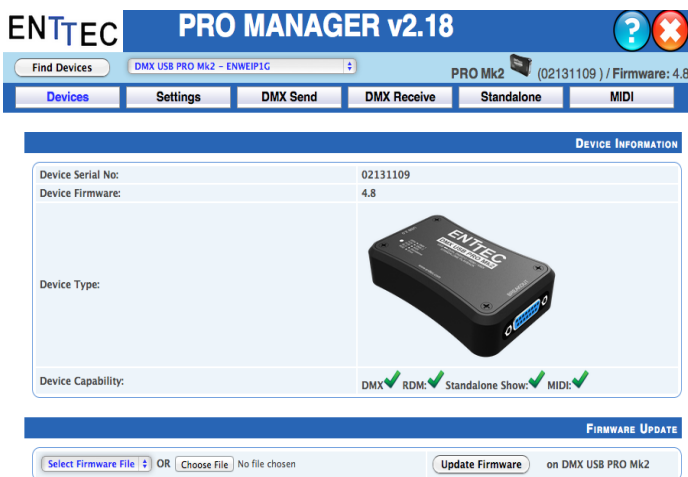 ENTTEC PRO MANAGER v2.18 ? X
Find Devices DMX USB PRO Mk2 - ENWEIP1G PRO Mk2 (02131109 ) / Firmware: 4.8
Devices Settings DMX Send DMX Receive Standalone MIDI
DEVICE INFORMATION
Device Serial No: 02131109
Device Firmware: 4.8
ENTTEC
DMX USB PRO Mk2
Device Type:
Device Capability: DMX RDM: Standalone Show: MIDI:
FIRMWARE UPDATE
Select Firmware File OR Choose File No file chosen Update Firmware on DMX USB PRO Mk2